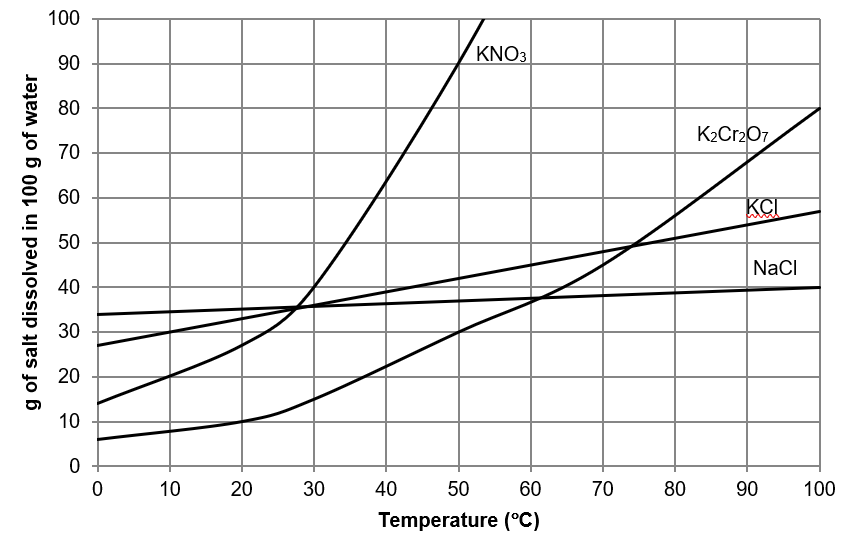 g of salt dissolved in 100 g of water
100
90
80
70
60
50
40
30
20
10
0
KNO₃
K₂Cr₂O₇
KCl
NaCl
0 10 20 30 40 50 60 70 80 90 100
Temperature (°C)